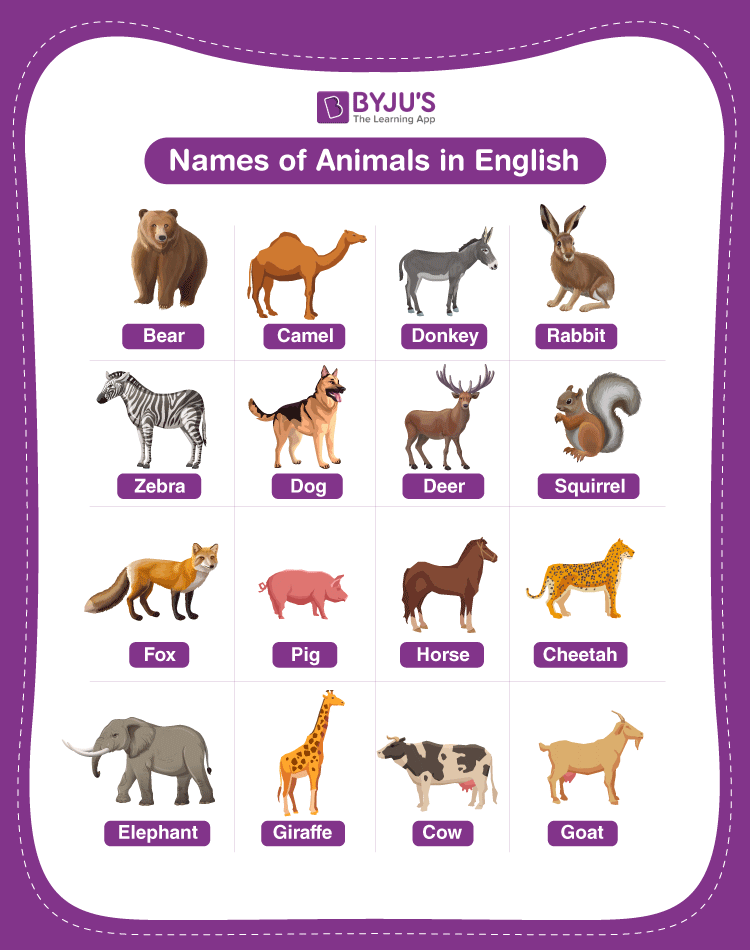 BYJU'S
The Learning App
Names of Animals in English
Bear
Camel
Donkey
Rabbit
Zebra
Dog
Deer
Squirrel
Fox
Pig
Horse
Cheetah
Elephant
Giraffe
Cow
Goat